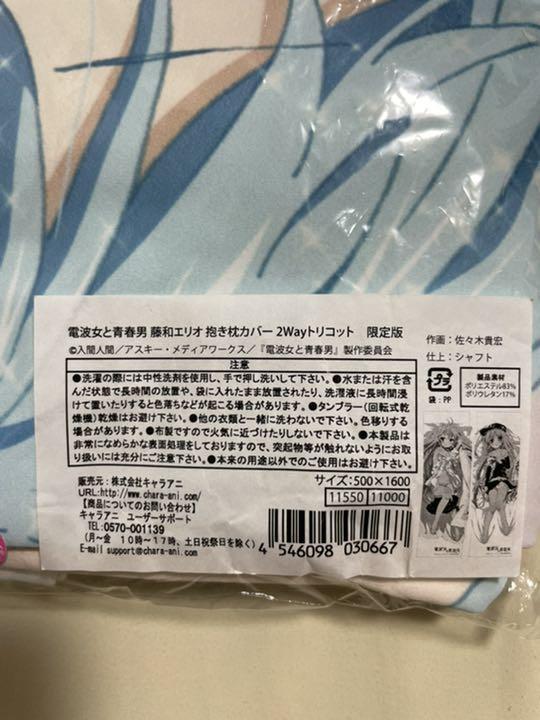 電波女と青春男 藤和エリオ 抱き枕カバー 2Wayトリコット　限定版
©入間人間／アスキー・メディアワークス／『電波女と青春男』製作委員会
注意
●洗濯の際には中性洗剤を使用し、手で押し洗いして下さい。●水または汗を含
んだ状態で長時間の放置や、袋に入れたまま放置されたり、洗濯液に長時間浸
けて置いたりすると色落ちなどが起こる場合があります。●タンブラー(回転式乾
燥機)乾燥はお避け下さい。●他の衣類と一緒に洗わないで下さい。色移りする
場合があります。●布製ですので火気に近づけたりしないで下さい。●本製品は
非常になめらかな表面処理をしておりますので、突起物等が触れないようにお取
り扱いには充分にご注意下さい。●本来の用途以外でのご使用はお避け下さい。
販売元：株式会社キャラアニ
URL:http://www.chara-ani.com/
【商品についてのお問い合わせ】
キャラアニ ユーザーサポート
TEL:0570-001139
(月～金 10時～17時、土日祝祭日を除く)
E-mail support@chara-ani.com
サイズ:500×1600
11550 11000
4 546098 030667
作画：佐々木貴宏
仕上：シャフト
プラ
袋：PP
製品素材
ポリエステル83%
ポリウレタン17%